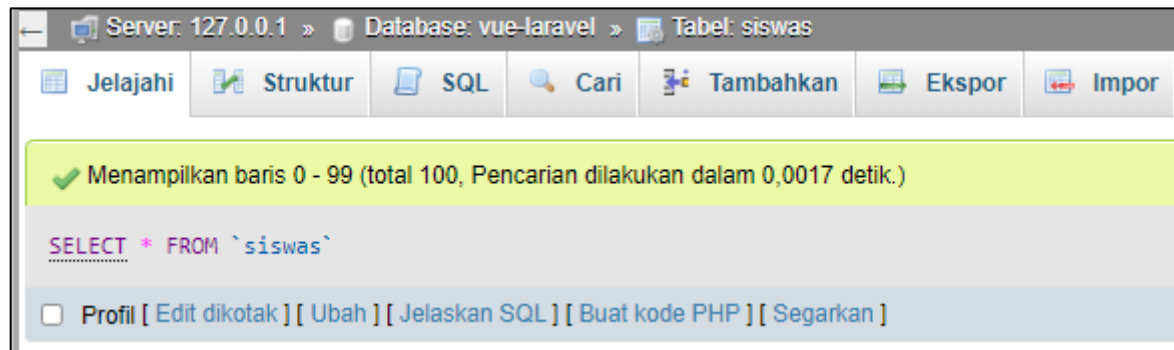 ← Server: 127.0.0.1 » Database: vue-laravel » Tabel: siswas
Jelajahi Struktur SQL Cari Tambahkan Ekspor Impor
Menampilkan baris 0 - 99 (total 100, Pencarian dilakukan dalam 0,0017 detik.)
SELECT * FROM `siswas`
Profil [ Edit dikotak ] [ Ubah ] [ Jelaskan SQL ] [ Buat kode PHP ] [ Segarkan ]